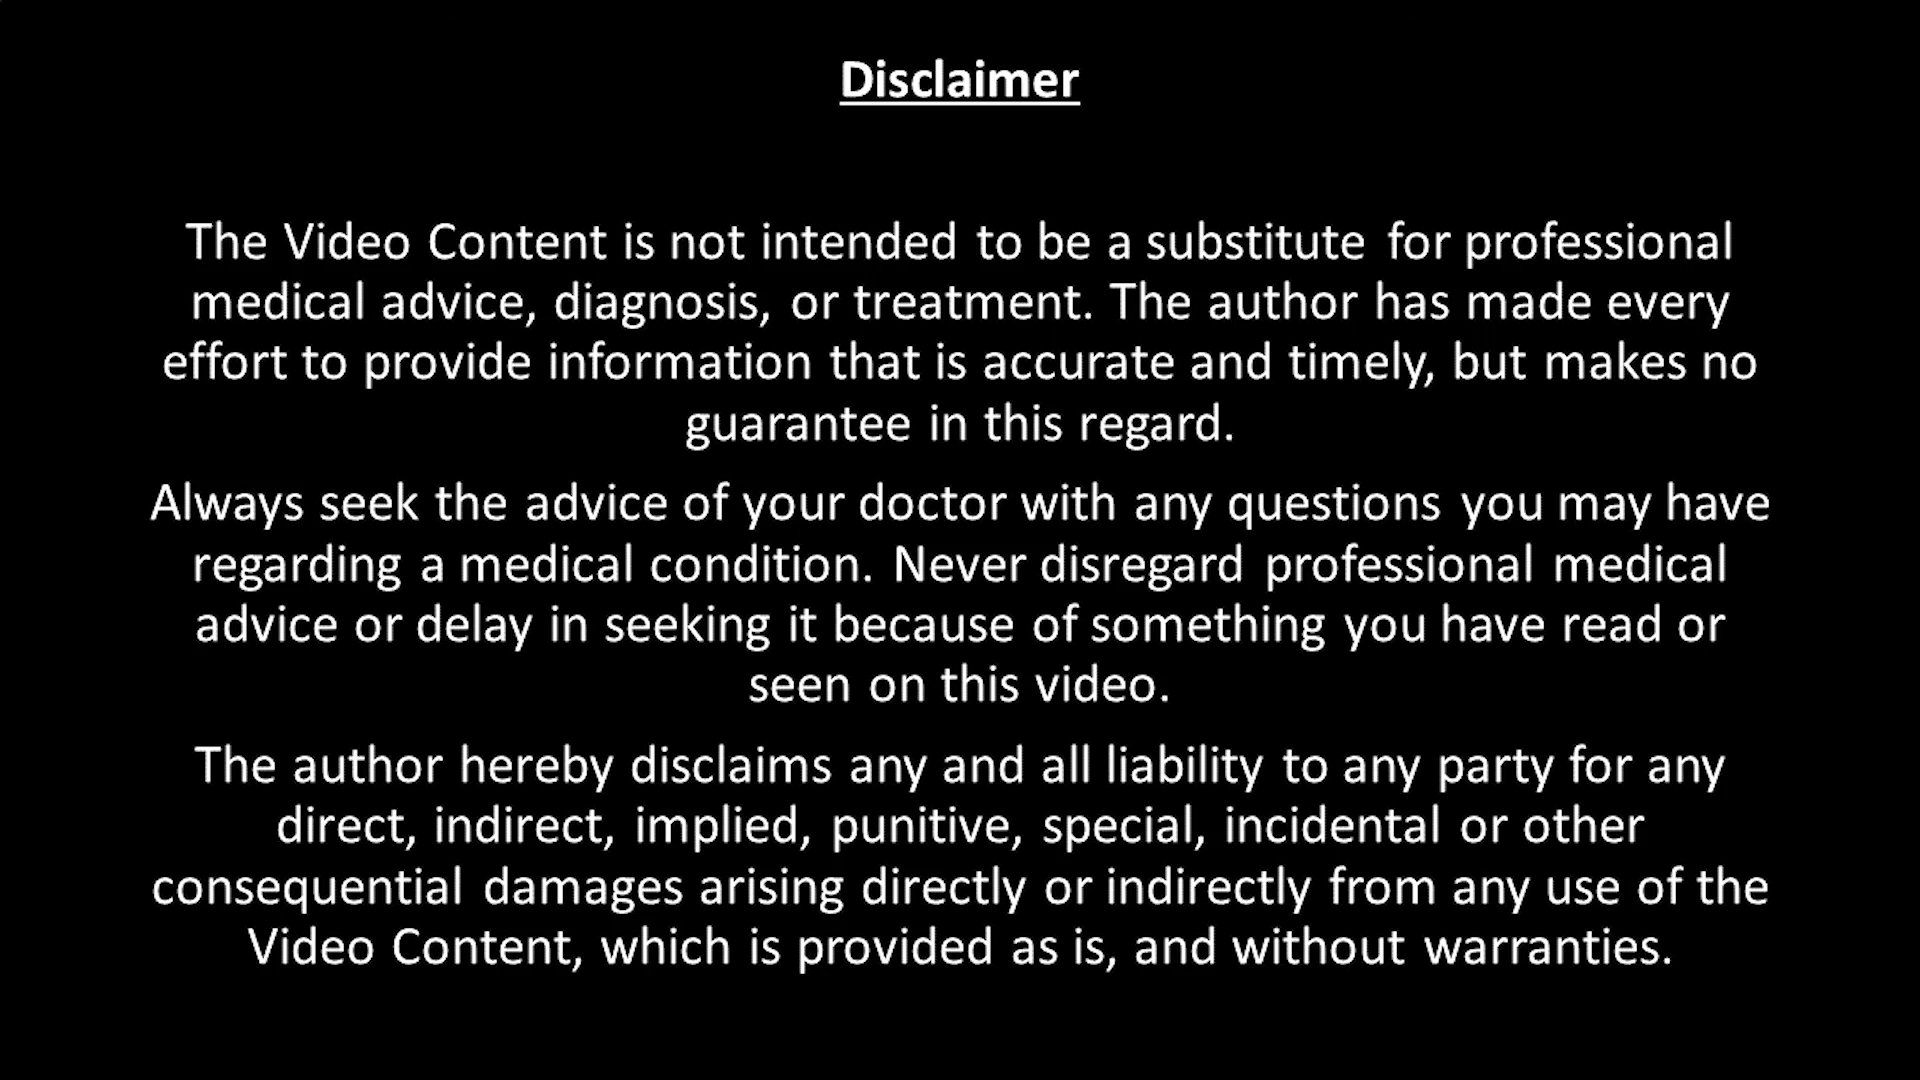 Disclaimer
The Video Content is not intended to be a substitute for professional
medical advice, diagnosis, or treatment. The author has made every
effort to provide information that is accurate and timely, but makes no
guarantee in this regard.
Always seek the advice of your doctor with any questions you may have
regarding a medical condition. Never disregard professional medical
advice or delay in seeking it because of something you have read or
seen on this video.
The author hereby disclaims any and all liability to any party for any
direct, indirect, implied, punitive, special, incidental or other
consequential damages arising directly or indirectly from any use of the
Video Content, which is provided as is, and without warranties.